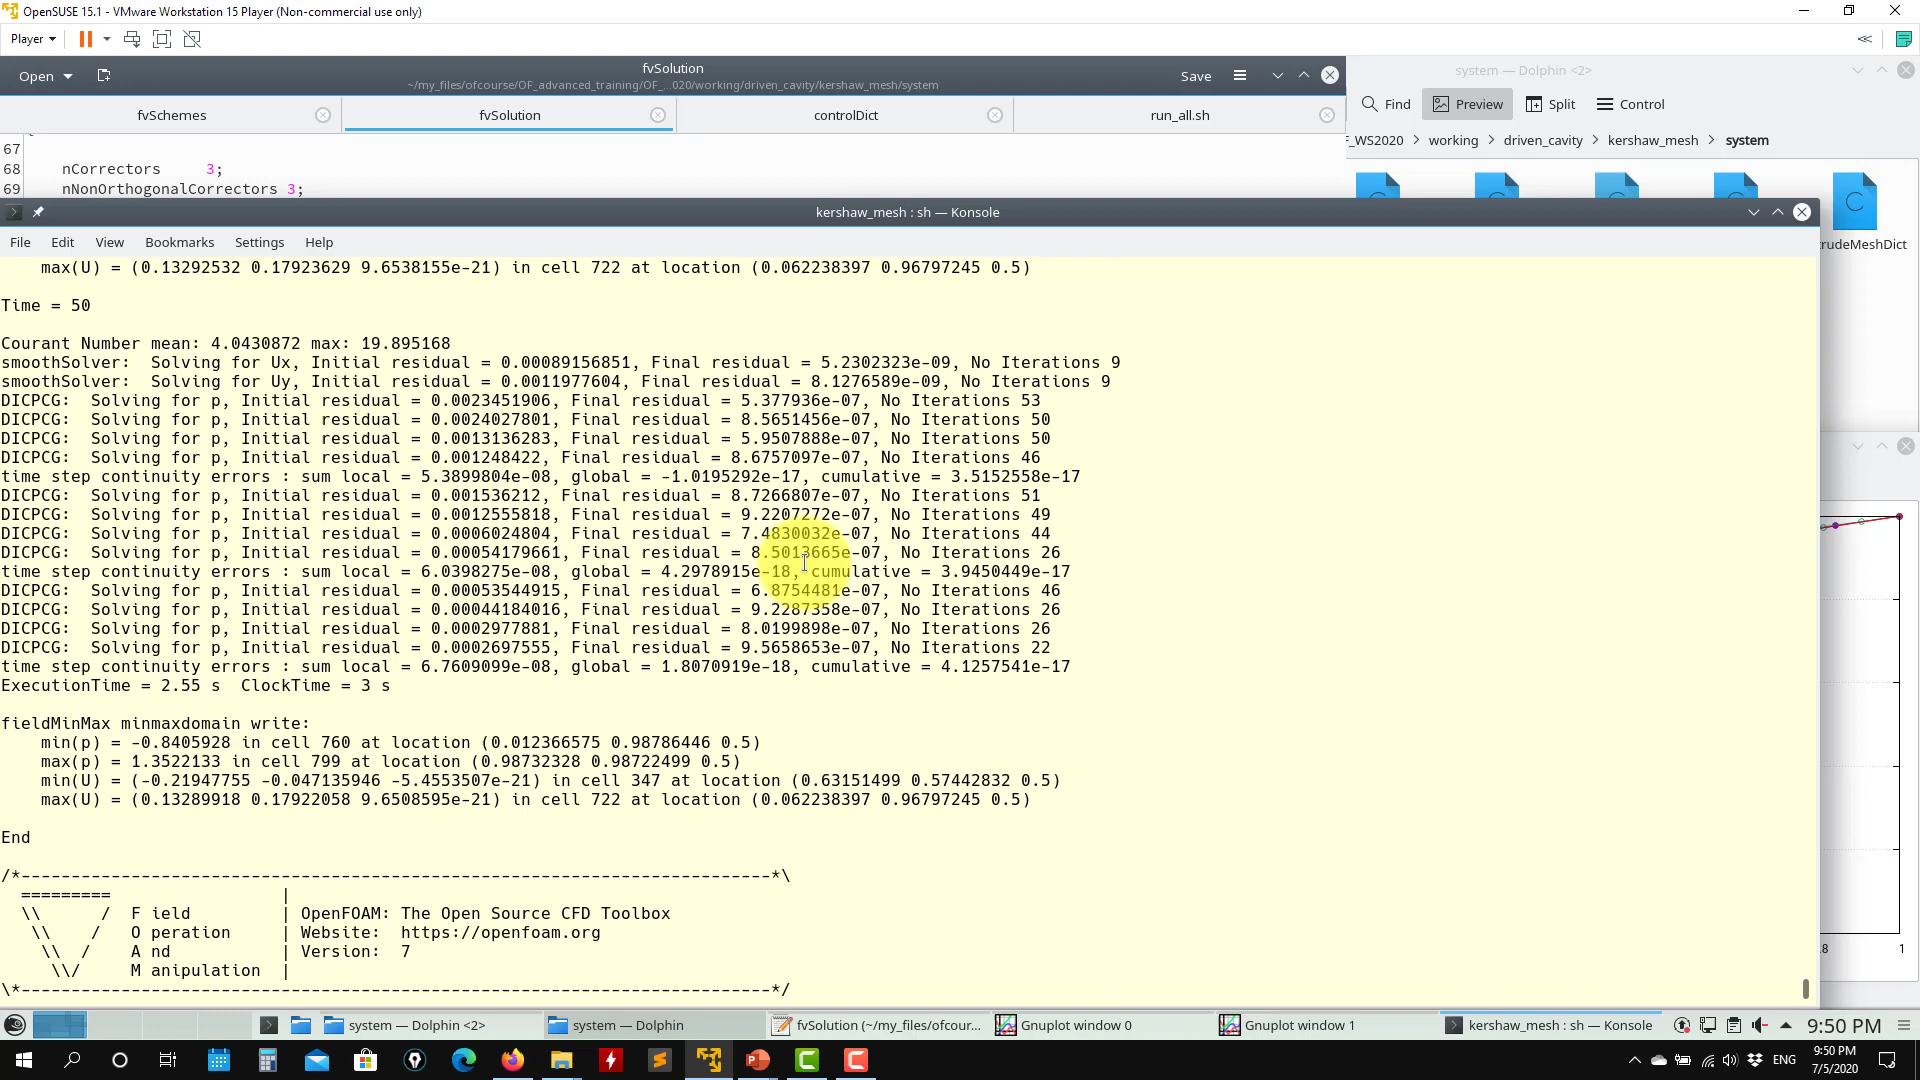 OpenSUSE 15.1 - VMware Workstation 15 Player (Non-commercial use only)
Player
Open
fvSolution
~/my_files/ofcourse/OF_advanced_training/OF_...020/working/driven_cavity/kershaw_mesh/system
Save
system — Dolphin <2>
fvSchemes
fvSolution
controlDict
run_all.sh
Find
Preview
Split
Control
F_WS2020 > working > driven_cavity > kershaw_mesh > system
67
68 nCorrectors 3;
69 nNonOrthogonalCorrectors 3;
kershaw_mesh : sh — Konsole
rudeMeshDict
File Edit View Bookmarks Settings Help
max(U) = (0.13292532 0.17923629 9.6538155e-21) in cell 722 at location (0.062238397 0.96797245 0.5)
Time = 50
Courant Number mean: 4.0430872 max: 19.895168
smoothSolver: Solving for Ux, Initial residual = 0.00089156851, Final residual = 5.2302323e-09, No Iterations 9
smoothSolver: Solving for Uy, Initial residual = 0.0011977604, Final residual = 8.1276589e-09, No Iterations 9
DICPCG: Solving for p, Initial residual = 0.0023451906, Final residual = 5.377936e-07, No Iterations 53
DICPCG: Solving for p, Initial residual = 0.0024027801, Final residual = 8.5651456e-07, No Iterations 50
DICPCG: Solving for p, Initial residual = 0.0013136283, Final residual = 5.9507888e-07, No Iterations 50
DICPCG: Solving for p, Initial residual = 0.001248422, Final residual = 8.6757097e-07, No Iterations 46
time step continuity errors : sum local = 5.3899804e-08, global = -1.0195292e-17, cumulative = 3.5152558e-17
DICPCG: Solving for p, Initial residual = 0.001536212, Final residual = 8.7266807e-07, No Iterations 51
DICPCG: Solving for p, Initial residual = 0.0012555818, Final residual = 9.2207272e-07, No Iterations 49
DICPCG: Solving for p, Initial residual = 0.0006024804, Final residual = 7.4830032e-07, No Iterations 44
DICPCG: Solving for p, Initial residual = 0.00054179661, Final residual = 8.5013665e-07, No Iterations 26
time step continuity errors : sum local = 6.0398275e-08, global = 4.2978915e-18, cumulative = 3.9450449e-17
DICPCG: Solving for p, Initial residual = 0.00053544915, Final residual = 6.8754481e-07, No Iterations 46
DICPCG: Solving for p, Initial residual = 0.00044184016, Final residual = 9.2287358e-07, No Iterations 26
DICPCG: Solving for p, Initial residual = 0.0002977881, Final residual = 8.0199898e-07, No Iterations 26
DICPCG: Solving for p, Initial residual = 0.0002697555, Final residual = 9.5658653e-07, No Iterations 22
time step continuity errors : sum local = 6.7609099e-08, global = 1.8070919e-18, cumulative = 4.1257541e-17
ExecutionTime = 2.55 s ClockTime = 3 s
fieldMinMax minmaxdomain write:
min(p) = -0.8405928 in cell 760 at location (0.012366575 0.98786446 0.5)
max(p) = 1.3522133 in cell 799 at location (0.98732328 0.98722499 0.5)
min(U) = (-0.21947755 -0.047135946 -5.4553507e-21) in cell 347 at location (0.63151499 0.57442832 0.5)
max(U) = (0.13289918 0.17922058 9.6508595e-21) in cell 722 at location (0.062238397 0.96797245 0.5)
End
/*---------------------------------------------------------------------------*\
========= |
\\ / F ield | OpenFOAM: The Open Source CFD Toolbox
\\ / O peration | Website: https://openfoam.org
\\ / A nd | Version: 7
\\/ M anipulation |
\*---------------------------------------------------------------------------*/
.8 1
system — Dolphin <2>
system — Dolphin
fvSolution (~/my_files/ofcour...
Gnuplot window 0
Gnuplot window 1
kershaw_mesh : sh — Konsole
9:50 PM
ENG
9:50 PM
7/5/2020